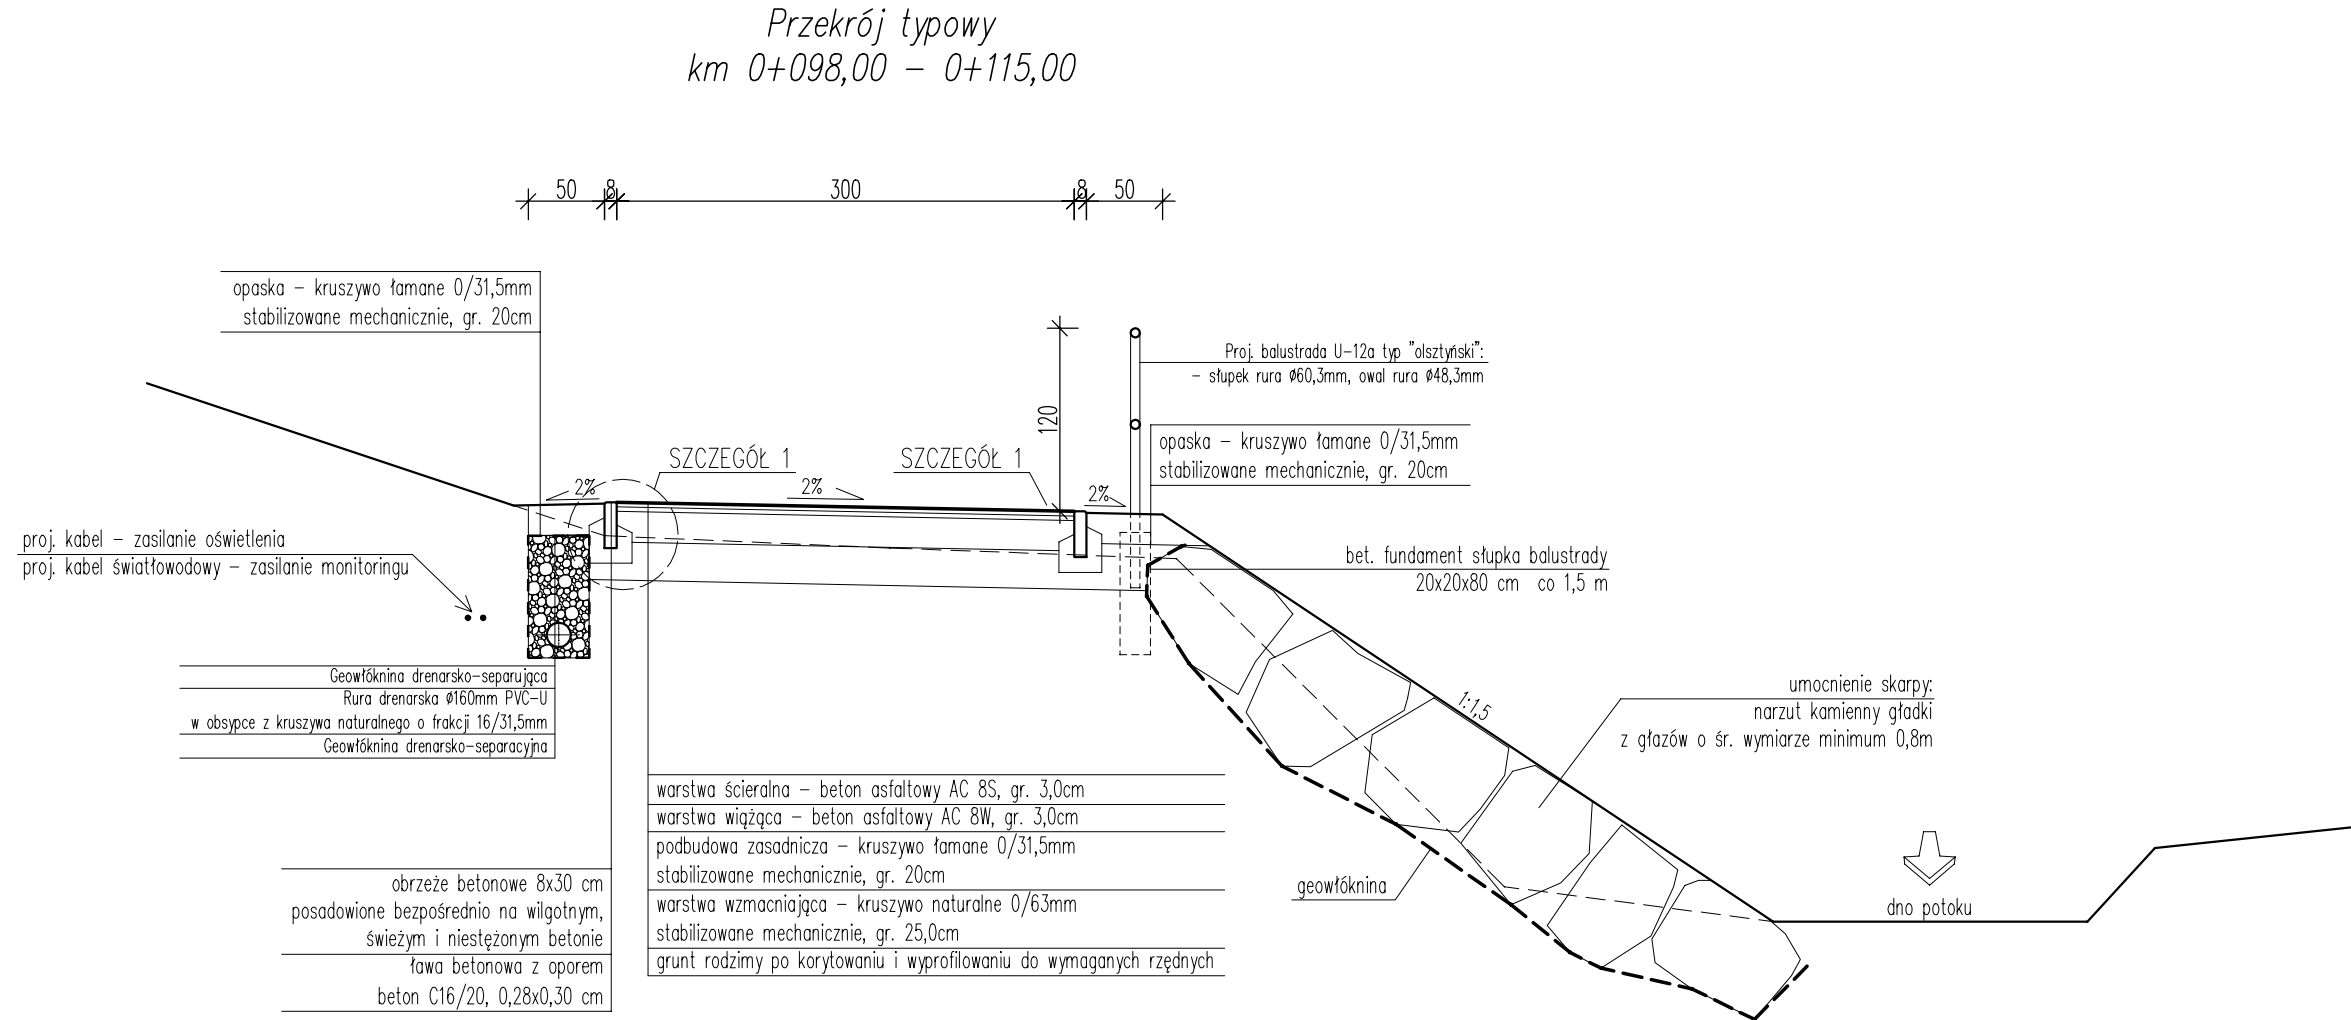 Przekrój typowy
km 0+098,00 – 0+115,00
50
8
300
8
50
opaska – kruszywo łamane 0/31,5mm
stabilizowane mechanicznie, gr. 20cm
Proj. balustrada U-12a typ "olsztyński":
– słupek rura ø60,3mm, owal rura ø48,3mm
120
opaska – kruszywo łamane 0/31,5mm
stabilizowane mechanicznie, gr. 20cm
SZCZEGÓŁ 1
SZCZEGÓŁ 1
2%
2%
2%
proj. kabel – zasilanie oświetlenia
proj. kabel światłowodowy – zasilanie monitoringu
bet. fundament słupka balustrady
20x20x80 cm co 1,5 m
Geowłóknina drenarsko-separująca
Rura drenarska ø160mm PVC-U
w obsypce z kruszywa naturalnego o frakcji 16/31,5mm
Geowłóknina drenarsko-separacyjna
1:1,5
umocnienie skarpy:
narzut kamienny gładki
z głazów o śr. wymiarze minimum 0,8m
warstwa ścieralna – beton asfaltowy AC 8S, gr. 3,0cm
warstwa wiążąca – beton asfaltowy AC 8W, gr. 3,0cm
podbudowa zasadnicza – kruszywo łamane 0/31,5mm
stabilizowane mechanicznie, gr. 20cm
warstwa wzmacniająca – kruszywo naturalne 0/63mm
stabilizowane mechanicznie, gr. 25,0cm
grunt rodzimy po korytowaniu i wyprofilowaniu do wymaganych rzędnych
obrzeże betonowe 8x30 cm
posadowione bezpośrednio na wilgotnym,
świeżym i niestężonym betonie
ława betonowa z oporem
beton C16/20, 0,28x0,30 cm
geowłóknina
dno potoku